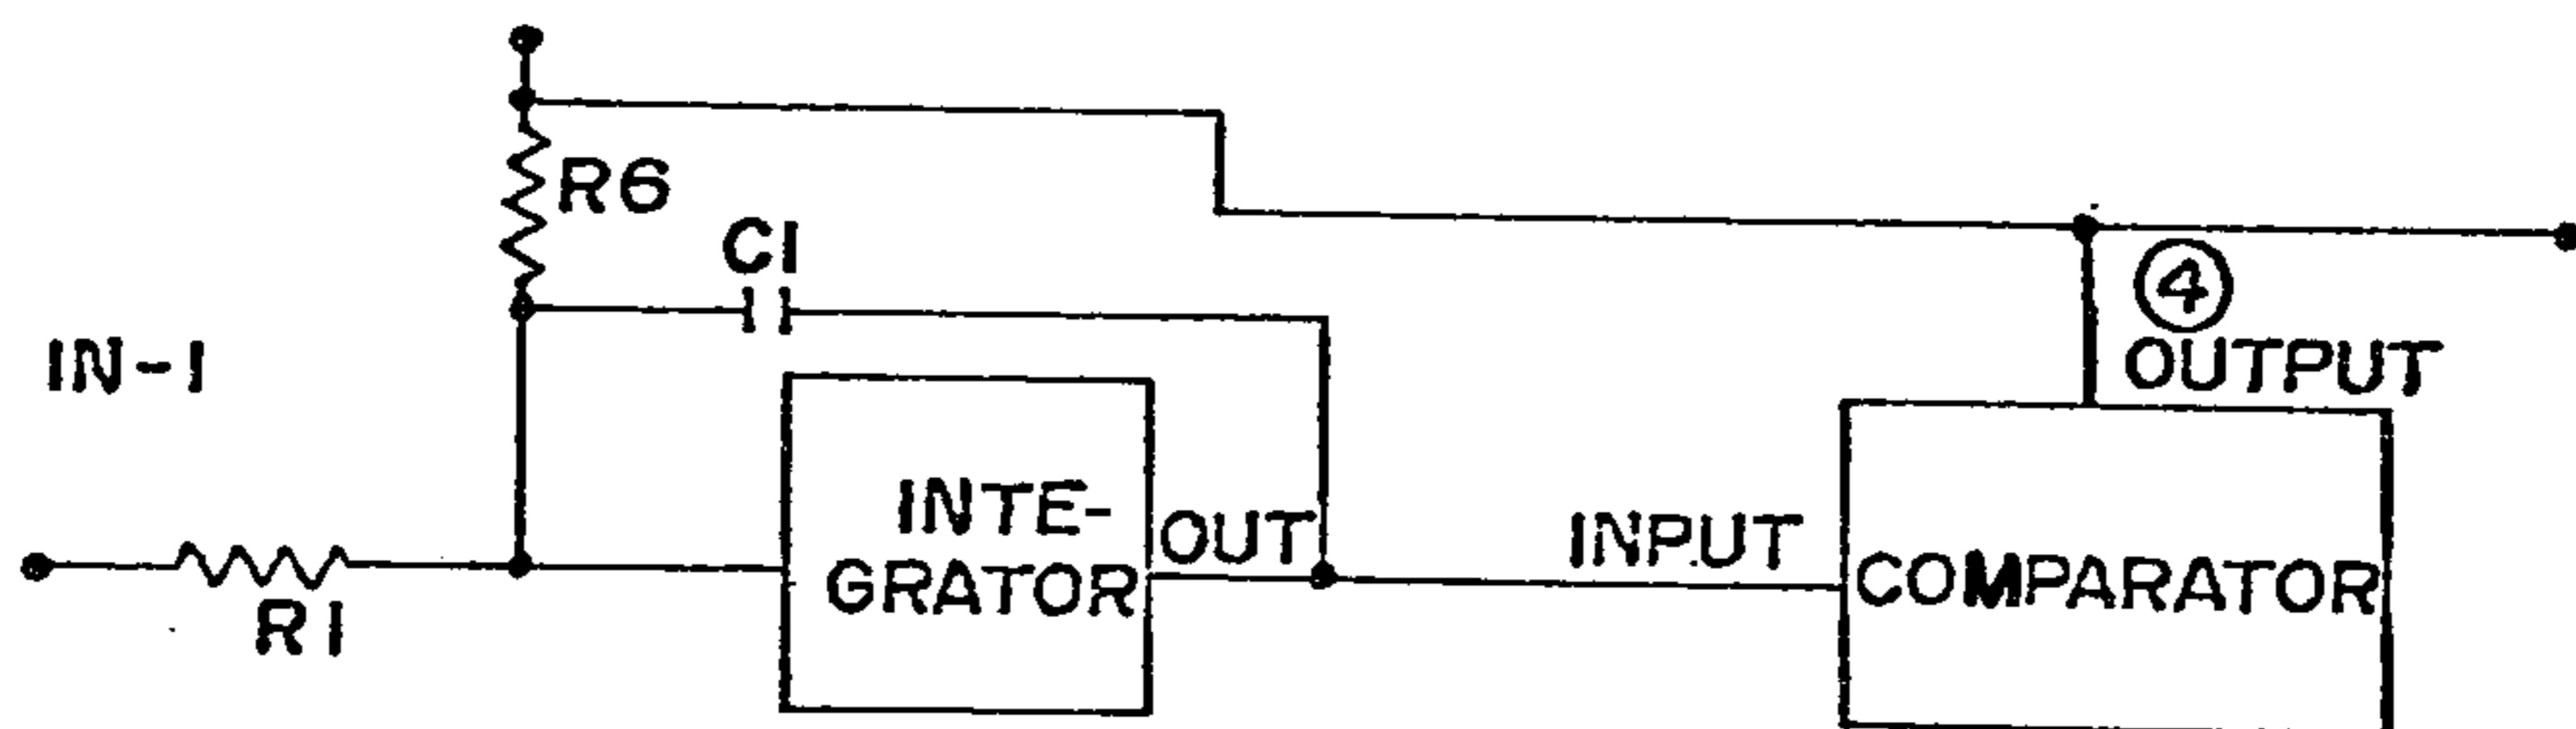 R6
C1
IN-1
④
OUTPUT
INTE-
GRATOR
OUT
INPUT
COMPARATOR
R1